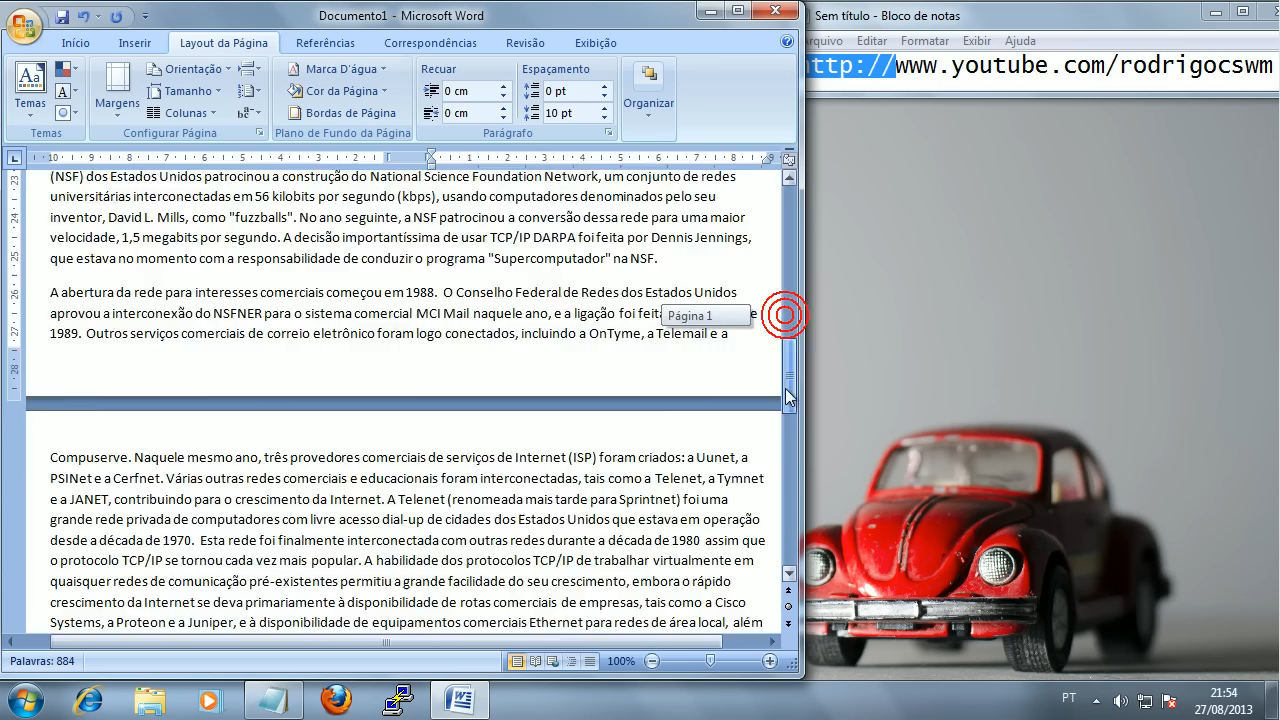 Documento1 - Microsoft Word
Início Inserir Layout da Página Referências Correspondências Revisão Exibição
Temas
Temas
Margens
Orientação
Tamanho
Colunas
Configurar Página
Marca D'água
Cor da Página
Bordas de Página
Plano de Fundo da Página
Recuar
0 cm
0 cm
Espaçamento
0 pt
10 pt
Parágrafo
Organizar
(NSF) dos Estados Unidos patrocinou a construção do National Science Foundation Network, um conjunto de redes
universitárias interconectadas em 56 kilobits por segundo (kbps), usando computadores denominados pelo seu
inventor, David L. Mills, como "fuzzballs". No ano seguinte, a NSF patrocinou a conversão dessa rede para uma maior
velocidade, 1,5 megabits por segundo. A decisão importantíssima de usar TCP/IP DARPA foi feita por Dennis Jennings,
que estava no momento com a responsabilidade de conduzir o programa "Supercomputador" na NSF.
A abertura da rede para interesses comerciais começou em 1988. O Conselho Federal de Redes dos Estados Unidos
aprovou a interconexão do NSFNER para o sistema comercial MCI Mail naquele ano, e a ligação foi feita e
Página 1
1989. Outros serviços comerciais de correio eletrônico foram logo conectados, incluindo a OnTyme, a Telemail e a
Compuserve. Naquele mesmo ano, três provedores comerciais de serviços de Internet (ISP) foram criados: a Uunet, a
PSINet e a Cerfnet. Várias outras redes comerciais e educacionais foram interconectadas, tais como a Telenet, a Tymnet
e a JANET, contribuindo para o crescimento da Internet. A Telenet (renomeada mais tarde para Sprintnet) foi uma
grande rede privada de computadores com livre acesso dial-up de cidades dos Estados Unidos que estava em operação
desde a década de 1970. Esta rede foi finalmente interconectada com outras redes durante a década de 1980 assim que
o protocolo TCP/IP se tornou cada vez mais popular. A habilidade dos protocolos TCP/IP de trabalhar virtualmente em
quaisquer redes de comunicação pré-existentes permitiu a grande facilidade do seu crescimento, embora o rápido
crescimento da Internet se deva primariamente à disponibilidade de rotas comerciais de empresas, tais como a Cisco
Systems, a Proteon e a Juniper, e à disponibilidade de equipamentos comerciais Ethernet para redes de área local, além
Palavras: 884
100%
Sem título - Bloco de notas
rquivo Editar Formatar Exibir Ajuda
http://www.youtube.com/rodrigocswm
PT
21:54
27/08/2013